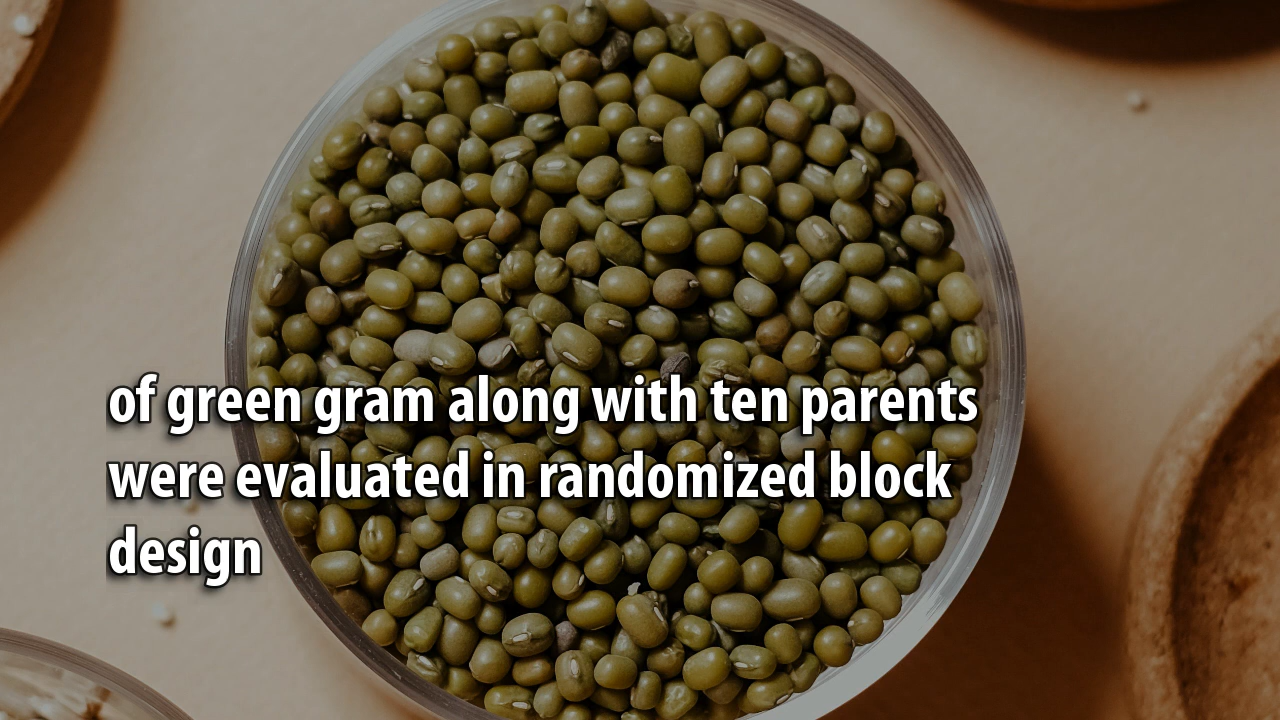 of green gram along with ten parents
were evaluated in randomized block
design